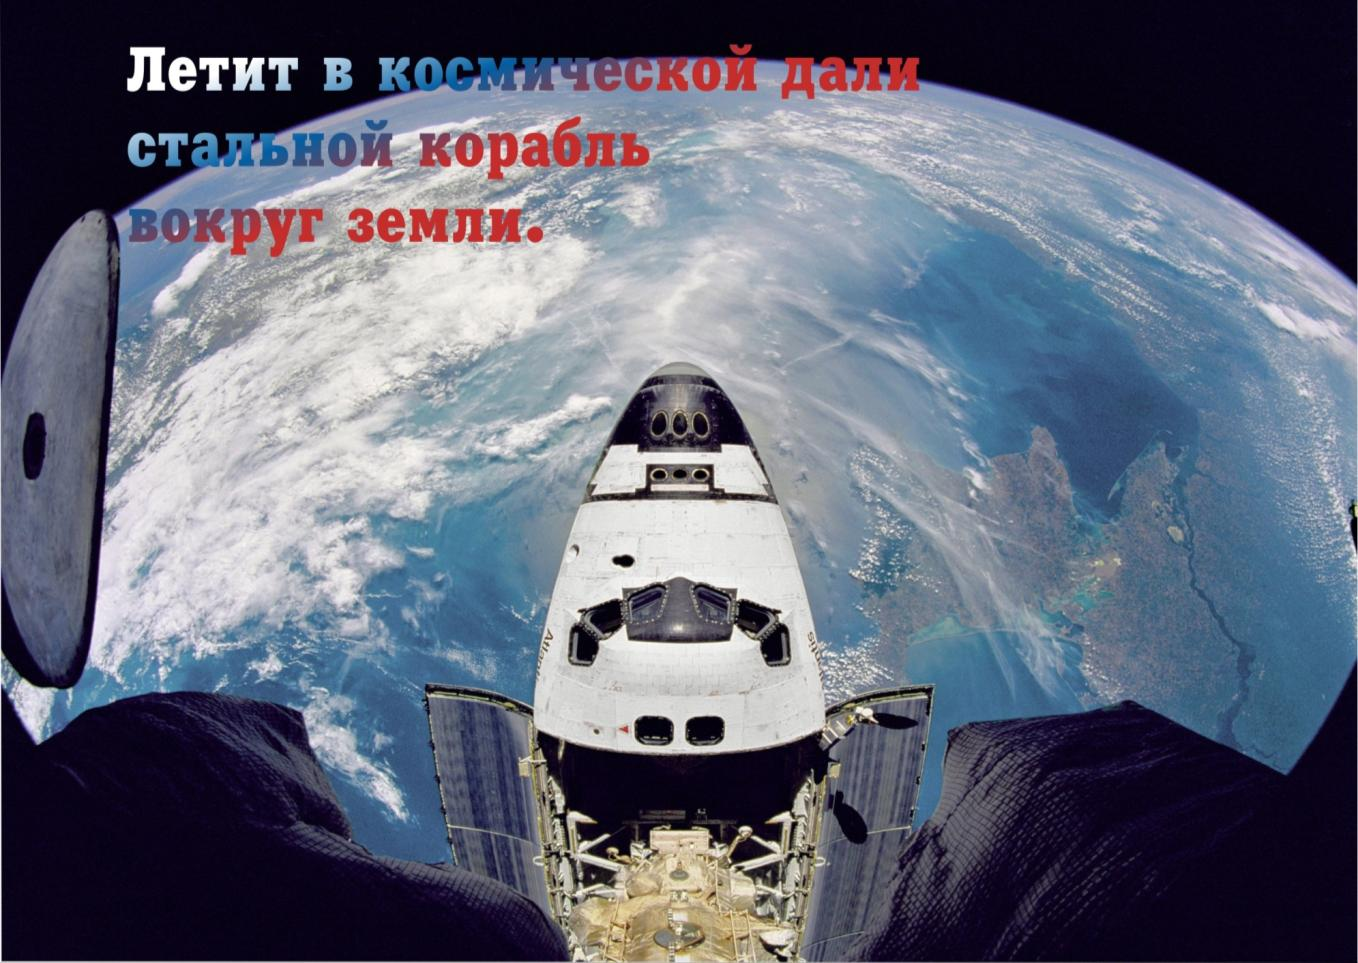 Летит в космической дали
стальной корабль
вокруг земли.